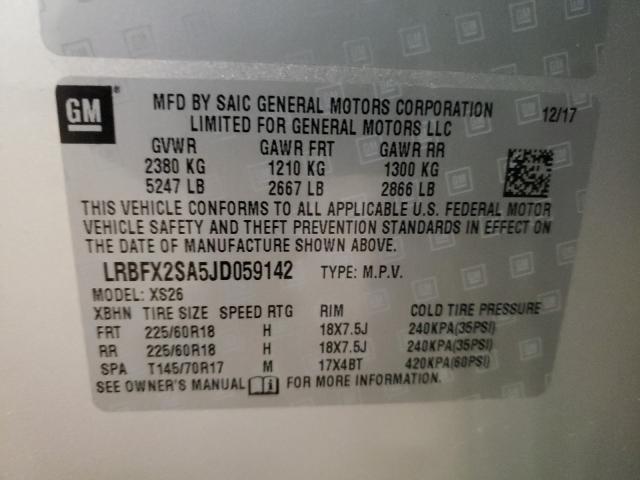 GM ®
MFD BY SAIC GENERAL MOTORS CORPORATION 12/17
LIMITED FOR GENERAL MOTORS LLC
GVWR GAWR FRT GAWR RR
2380 KG 1210 KG 1300 KG
5247 LB 2667 LB 2866 LB
THIS VEHICLE CONFORMS TO ALL APPLICABLE U.S. FEDERAL MOTOR
VEHICLE SAFETY AND THEFT PREVENTION STANDARDS IN EFFECT ON
THE DATE OF MANUFACTURE SHOWN ABOVE.
LRBFX2SA5JD059142 TYPE: M.P.V.
MODEL: XS26
XBHN TIRE SIZE SPEED RTG RIM COLD TIRE PRESSURE
FRT 225/60R18 H 18X7.5J 240KPA(35PSI)
RR 225/60R18 H 18X7.5J 240KPA(35PSI)
SPA T145/70R17 M 17X4BT 420KPA(60PSI)
SEE OWNER'S MANUAL i FOR MORE INFORMATION.